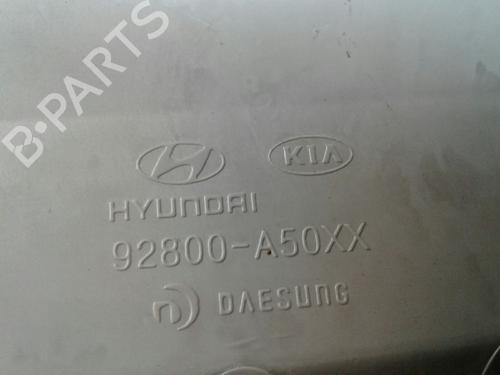 B-PARTS
KIA
HYUNDAI
92800-A50XX
DAESUNG